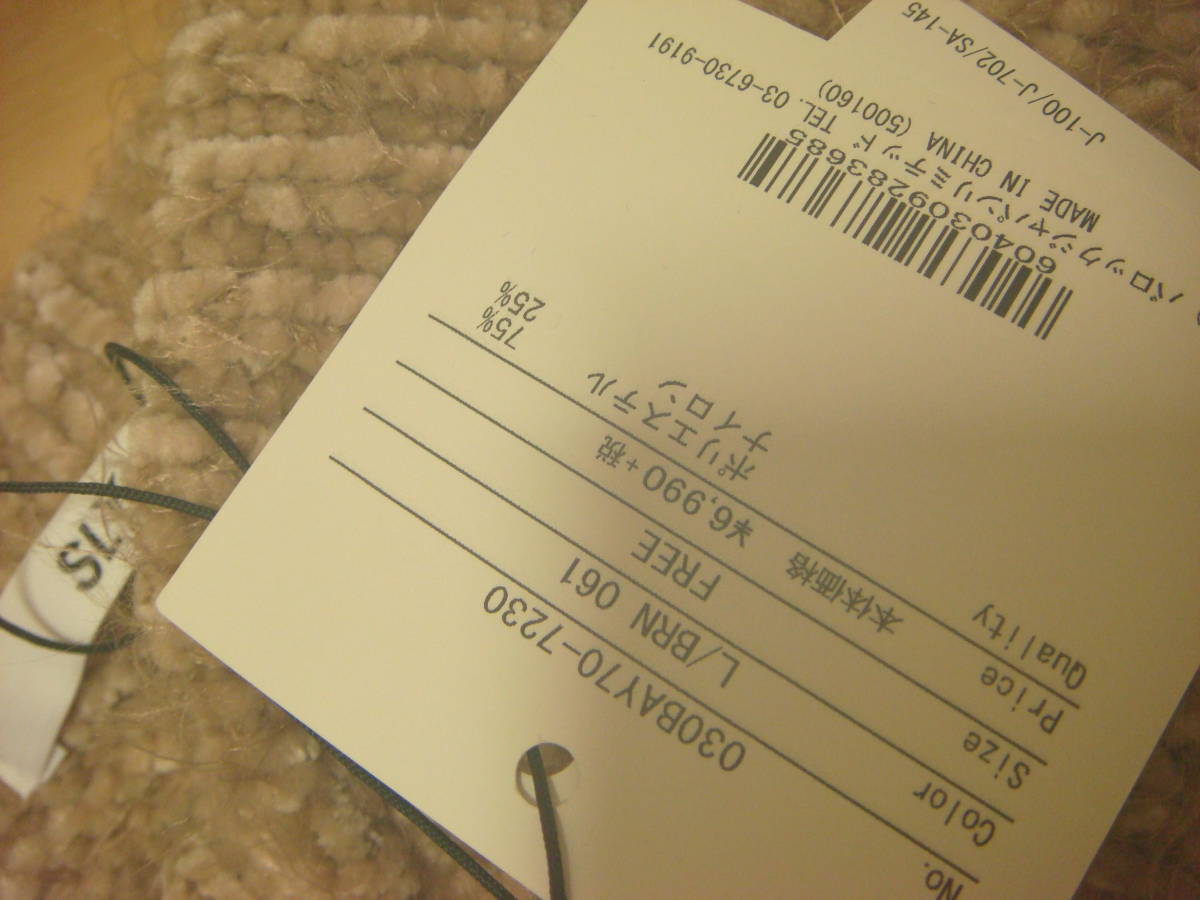 No. 030BAY70-7230
Color L/BRN 061
Size FREE
Price 本体価格 ¥6,990+税
Quality
ポリエステル 75%
ナイロン 25%
6040309283685
バロックジャパンリミテッド TEL. 03-6730-9191
MADE IN CHINA (500160)
J-100/J-702/SA-145